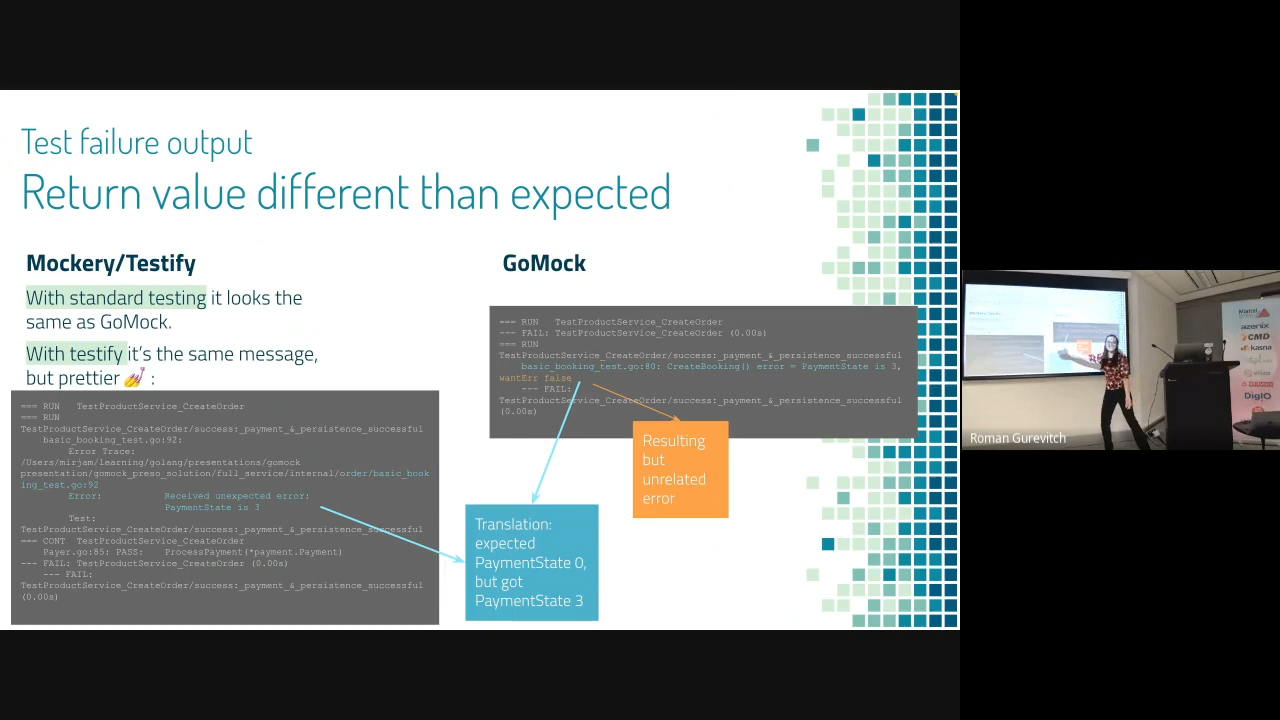 Test failure output
Return value different than expected
Mockery/Testify
With standard testing it looks the
same as GoMock.
With testify it's the same message,
but prettier💅 :
=== RUN   TestProductService_CreateOrder
=== RUN
TestProductService_CreateOrder/success:_payment_&_persistence_successful
basic_booking_test.go:92:
Error Trace:
/Users/mirjam/learning/golang/presentations/gomock
presentation/gomock_preso_solution/full_service/internal/order/basic_book
ing_test.go:92
Error:          Received unexpected error:
PaymentState is 3
Test:
TestProductService_CreateOrder/success:_payment_&_persistence_successful
=== CONT  TestProductService_CreateOrder
Payer.go:85: PASS:    ProcessPayment(*payment.Payment)
--- FAIL: TestProductService_CreateOrder (0.00s)
--- FAIL:
TestProductService_CreateOrder/success:_payment_&_persistence_successful
(0.00s)
GoMock
=== RUN   TestProductService_CreateOrder
--- FAIL: TestProductService_CreateOrder (0.00s)
=== RUN
TestProductService_CreateOrder/success:_payment_&_persistence_successful
basic_booking_test.go:80: CreateBooking() error = PaymentState is 3,
wantErr false
--- FAIL:
TestProductService_CreateOrder/success:_payment_&_persistence_successful
(0.00s)
Resulting
but
unrelated
error
Translation:
expected
PaymentState 0,
but got
PaymentState 3
azenix
CMD
kasna
DigIO
Roman Gurevitch